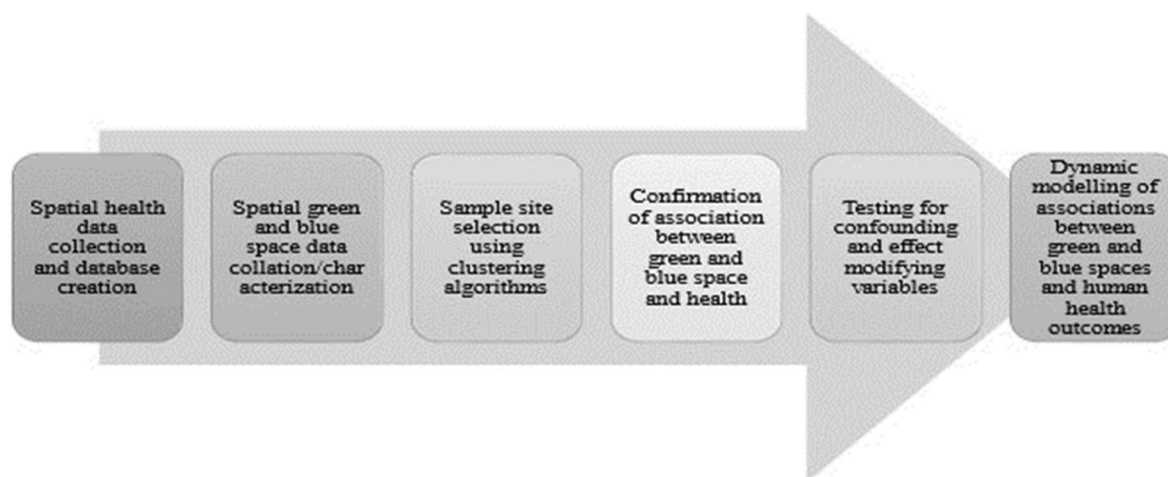 Spatial health
data
collection
and database
creation
Spatial green
and blue
space data
collation/char
acterization
Sample site
selection
using
clustering
algorithms
Confirmation
of association
between
green and
blue space
and health
Testing for
confounding
and effect
modifying
variables
Dynamic
modelling of
associations
between
green and
blue spaces
and human
health
outcomes